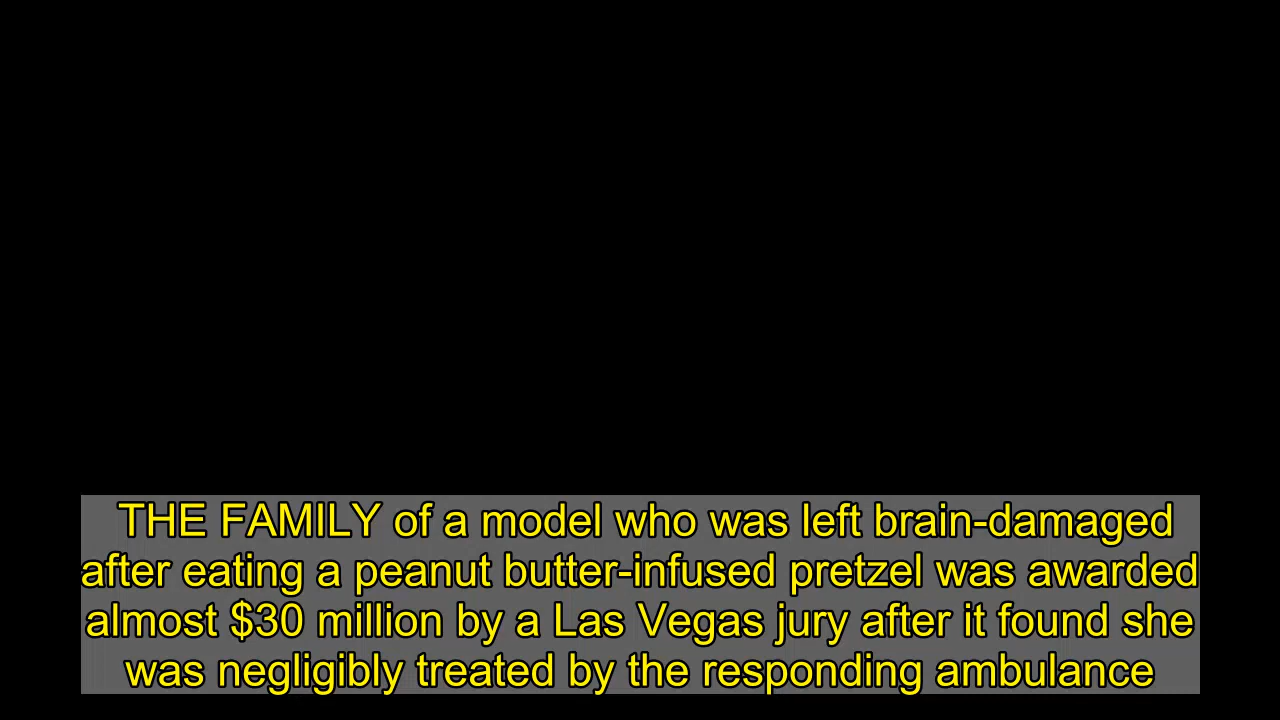 THE FAMILY of a model who was left brain-damaged
after eating a peanut butter-infused pretzel was awarded
almost $30 million by a Las Vegas jury after it found she
was negligibly treated by the responding ambulance